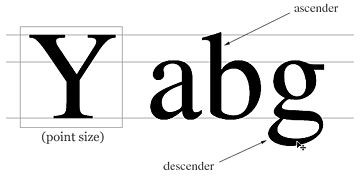 ascender
Y abg
(point size)
descender